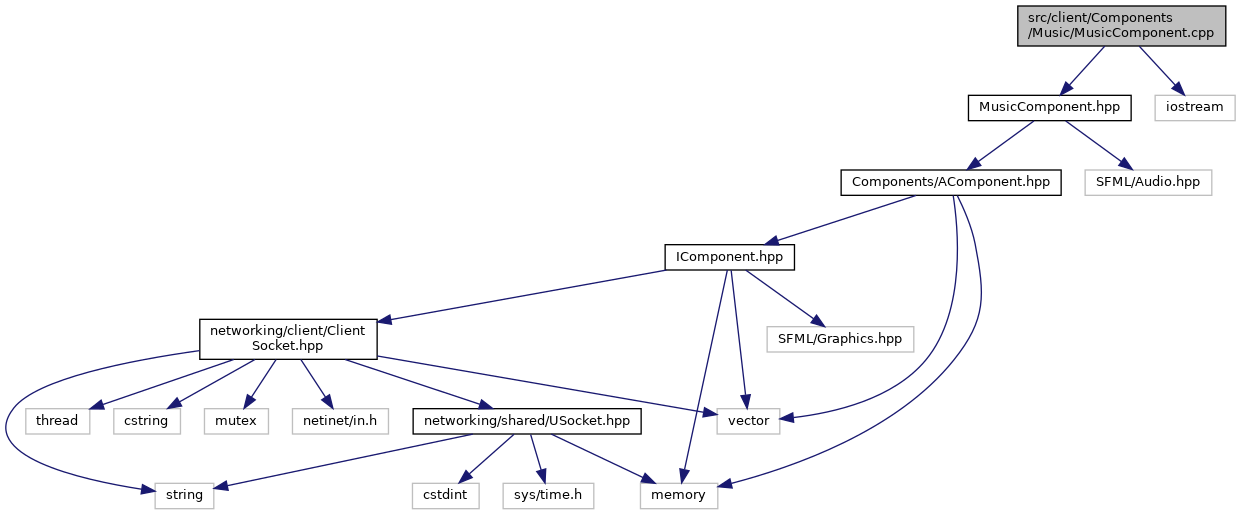 src/client/Components
/Music/MusicComponent.cpp
MusicComponent.hpp
iostream
Components/AComponent.hpp
SFML/Audio.hpp
IComponent.hpp
networking/client/Client
Socket.hpp
SFML/Graphics.hpp
thread
cstring
mutex
netinet/in.h
networking/shared/USocket.hpp
vector
string
cstdint
sys/time.h
memory